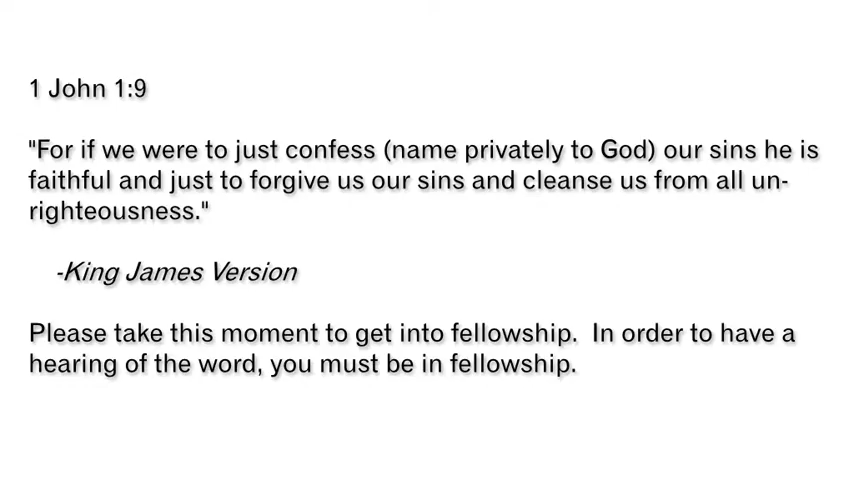 1 John 1:9
"For if we were to just confess (name privately to God) our sins he is
faithful and just to forgive us our sins and cleanse us from all un-
righteousness."
-King James Version
Please take this moment to get into fellowship.  In order to have a
hearing of the word, you must be in fellowship.